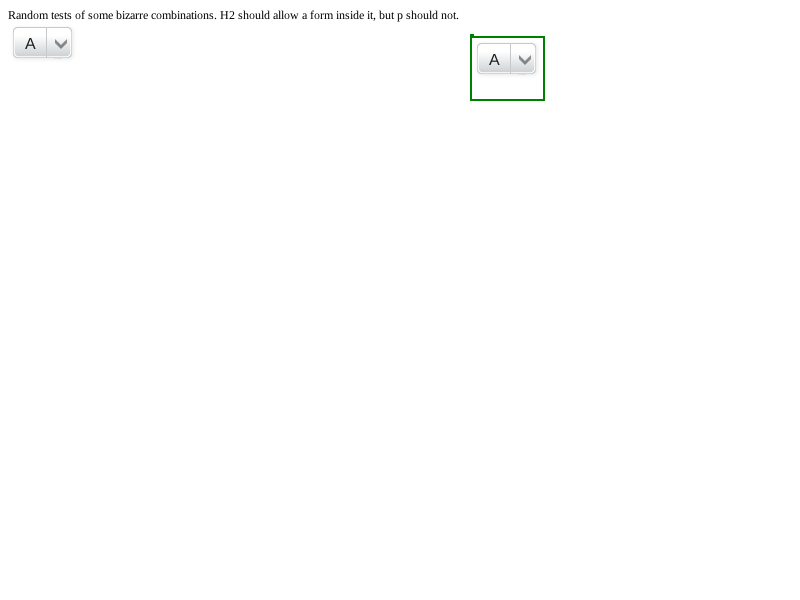 Random tests of some bizarre combinations. H2 should allow a form inside it, but p should not.
A
A